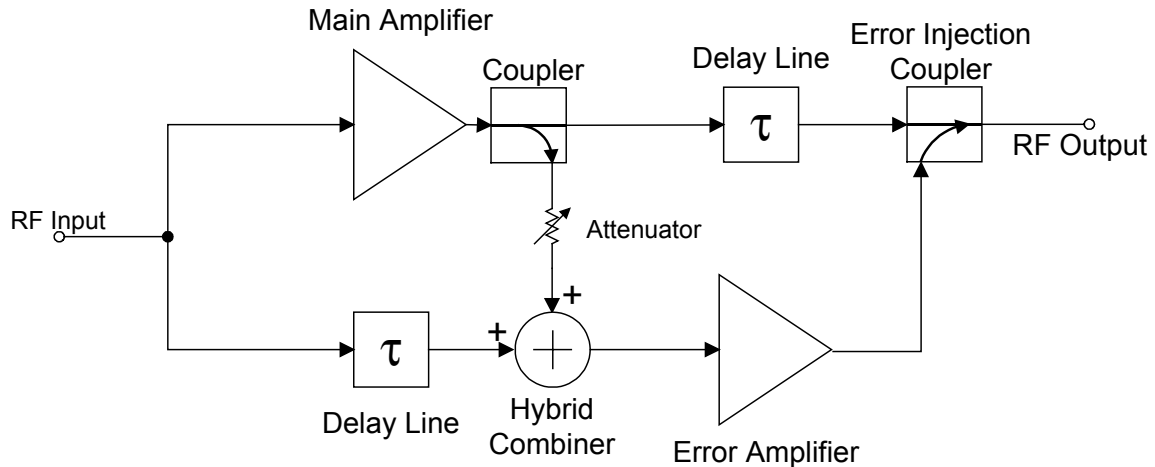 Main Amplifier
Coupler
Delay Line
Error Injection
Coupler
τ
RF Output
RF Input
Attenuator
+
+
τ
Delay Line
Hybrid
Combiner
Error Amplifier